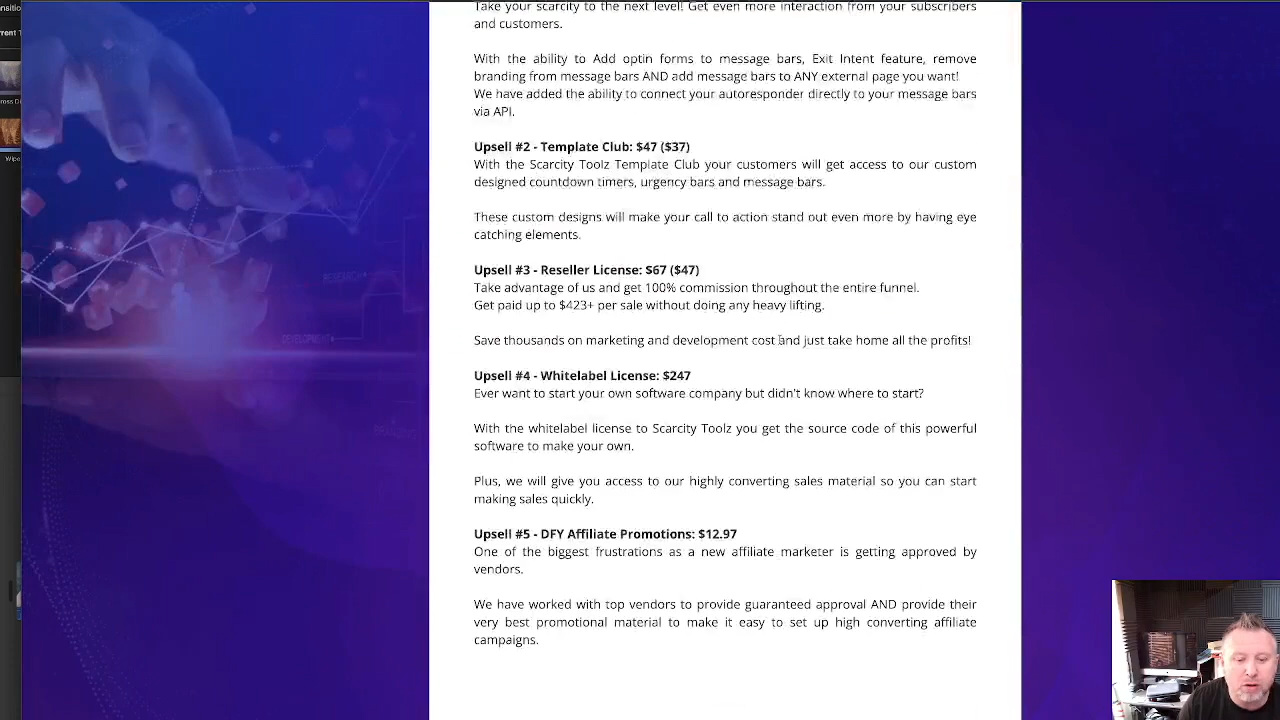 Take your scarcity to the next level! Get even more interaction from your subscribers
and customers.
With the ability to Add optin forms to message bars, Exit Intent feature, remove
branding from message bars AND add message bars to ANY external page you want!
We have added the ability to connect your autoresponder directly to your message bars
via API.
Upsell #2 - Template Club: $47 ($37)
With the Scarcity Toolz Template Club your customers will get access to our custom
designed countdown timers, urgency bars and message bars.
These custom designs will make your call to action stand out even more by having eye
catching elements.
Upsell #3 - Reseller License: $67 ($47)
Take advantage of us and get 100% commission throughout the entire funnel.
Get paid up to $423+ per sale without doing any heavy lifting.
Save thousands on marketing and development cost and just take home all the profits!
Upsell #4 - Whitelabel License: $247
Ever want to start your own software company but didn't know where to start?
With the whitelabel license to Scarcity Toolz you get the source code of this powerful
software to make your own.
Plus, we will give you access to our highly converting sales material so you can start
making sales quickly.
Upsell #5 - DFY Affiliate Promotions: $12.97
One of the biggest frustrations as a new affiliate marketer is getting approved by
vendors.
We have worked with top vendors to provide guaranteed approval AND provide their
very best promotional material to make it easy to set up high converting affiliate
campaigns.
RESEARCH
DEVELOPMENT